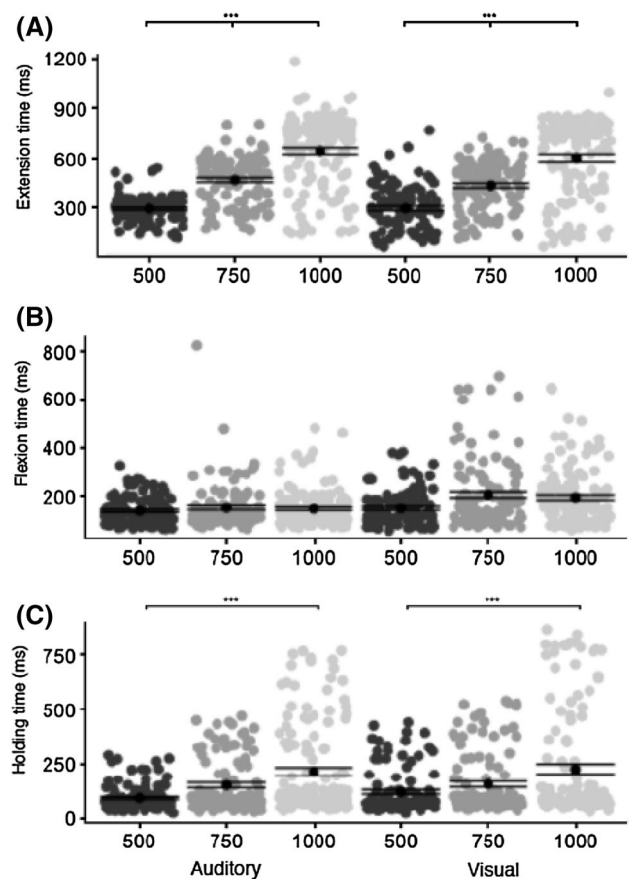 (A)
*** ***
Extension time (ms)
1200
900
600
300
500 750 1000 500 750 1000
(B)
Flexion time (ms)
800
600
400
200
500 750 1000 500 750 1000
(C)
*** ***
Holding time (ms)
750
500
250
0
500 750 1000 500 750 1000
Auditory Visual